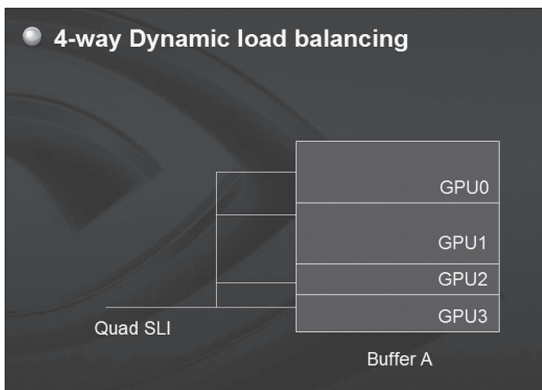 4-way Dynamic load balancing
GPU0
GPU1
GPU2
GPU3
Quad SLI
Buffer A